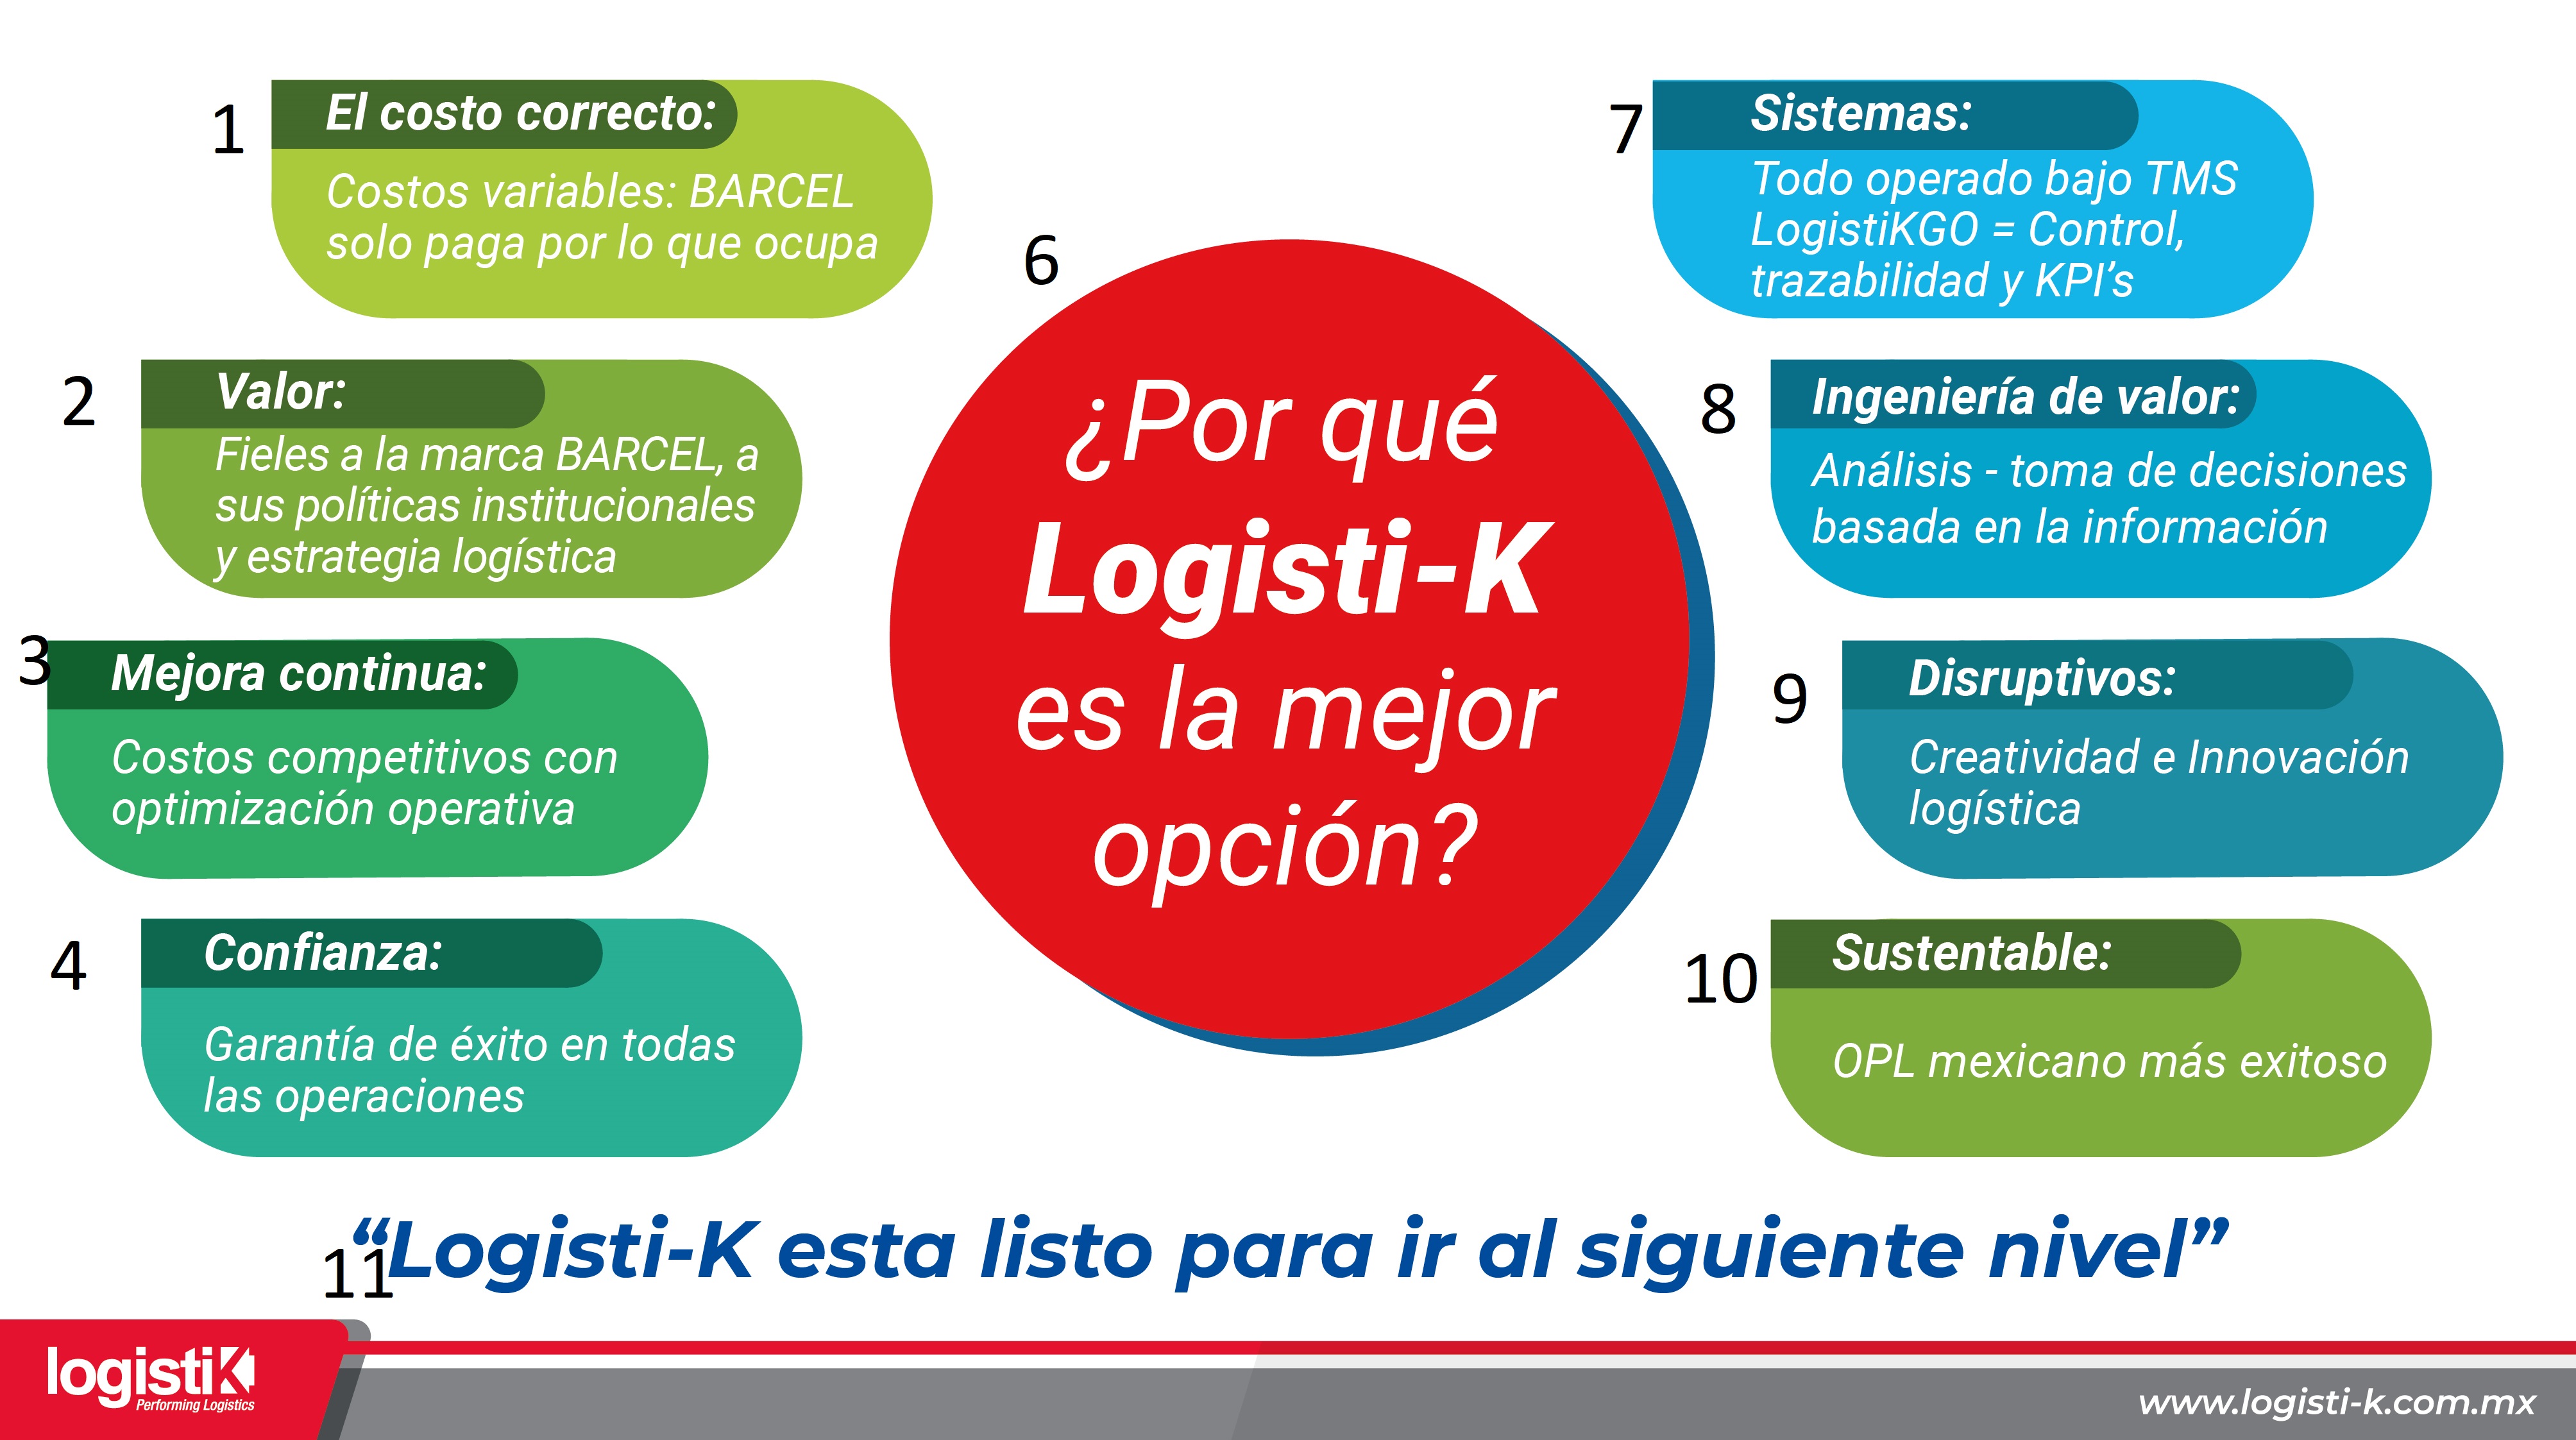 1
El costo correcto:
Costos variables: BARCEL
solo paga por lo que ocupa
2
Valor:
Fieles a la marca BARCEL, a
sus políticas institucionales
y estrategia logística
3
Mejora continua:
Costos competitivos con
optimización operativa
4
Confianza:
Garantía de éxito en todas
las operaciones
6
¿Por qué
Logisti-K
es la mejor
opción?
7
Sistemas:
Todo operado bajo TMS
LogistiKGO = Control,
trazabilidad y KPI’s
8
Ingeniería de valor:
Análisis - toma de decisiones
basada en la información
9
Disruptivos:
Creatividad e Innovación
logística
10
Sustentable:
OPL mexicano más exitoso
11
“Logisti-K esta listo para ir al siguiente nivel”
logistiK
Performing Logistics
www.logisti-k.com.mx